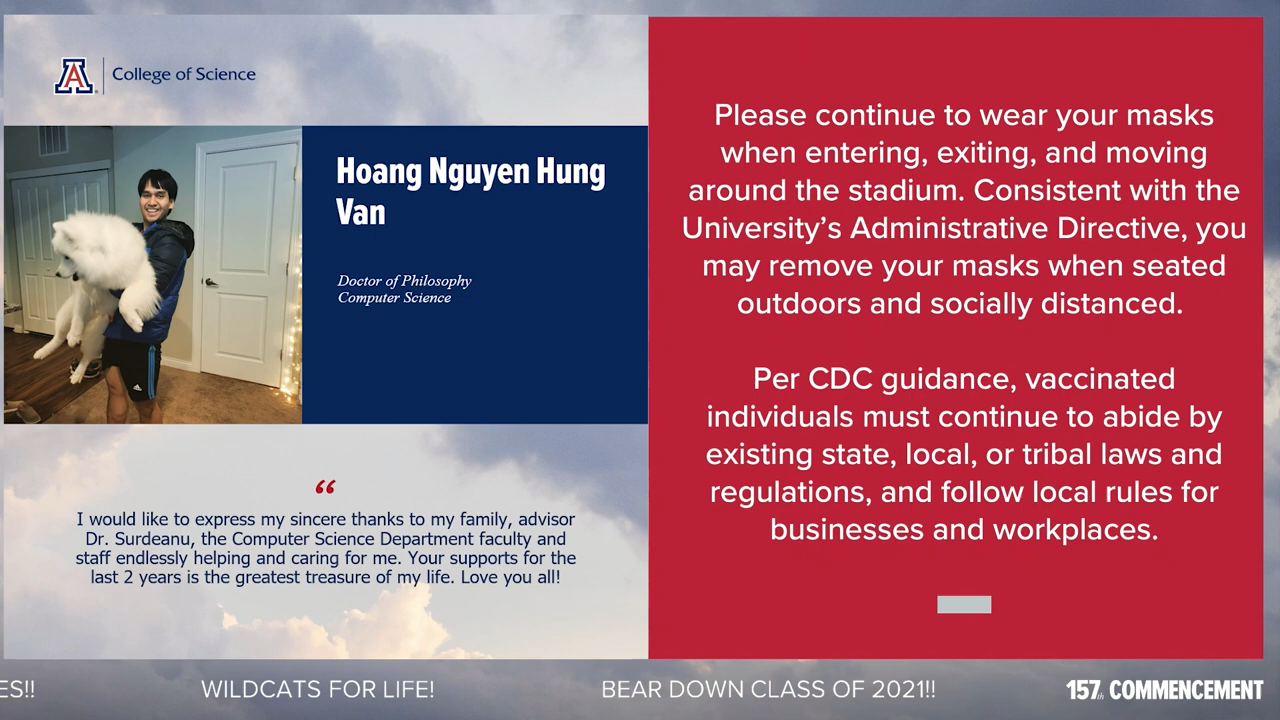 A
College of Science
Hoang Nguyen Hung
Van
Doctor of Philosophy
Computer Science
“
I would like to express my sincere thanks to my family, advisor
Dr. Surdeanu, the Computer Science Department faculty and
staff endlessly helping and caring for me. Your supports for the
last 2 years is the greatest treasure of my life. Love you all!
Please continue to wear your masks
when entering, exiting, and moving
around the stadium. Consistent with the
University’s Administrative Directive, you
may remove your masks when seated
outdoors and socially distanced.
Per CDC guidance, vaccinated
individuals must continue to abide by
existing state, local, or tribal laws and
regulations, and follow local rules for
businesses and workplaces.
ES!!
WILDCATS FOR LIFE!
BEAR DOWN CLASS OF 2021!!
157th COMMENCEMENT